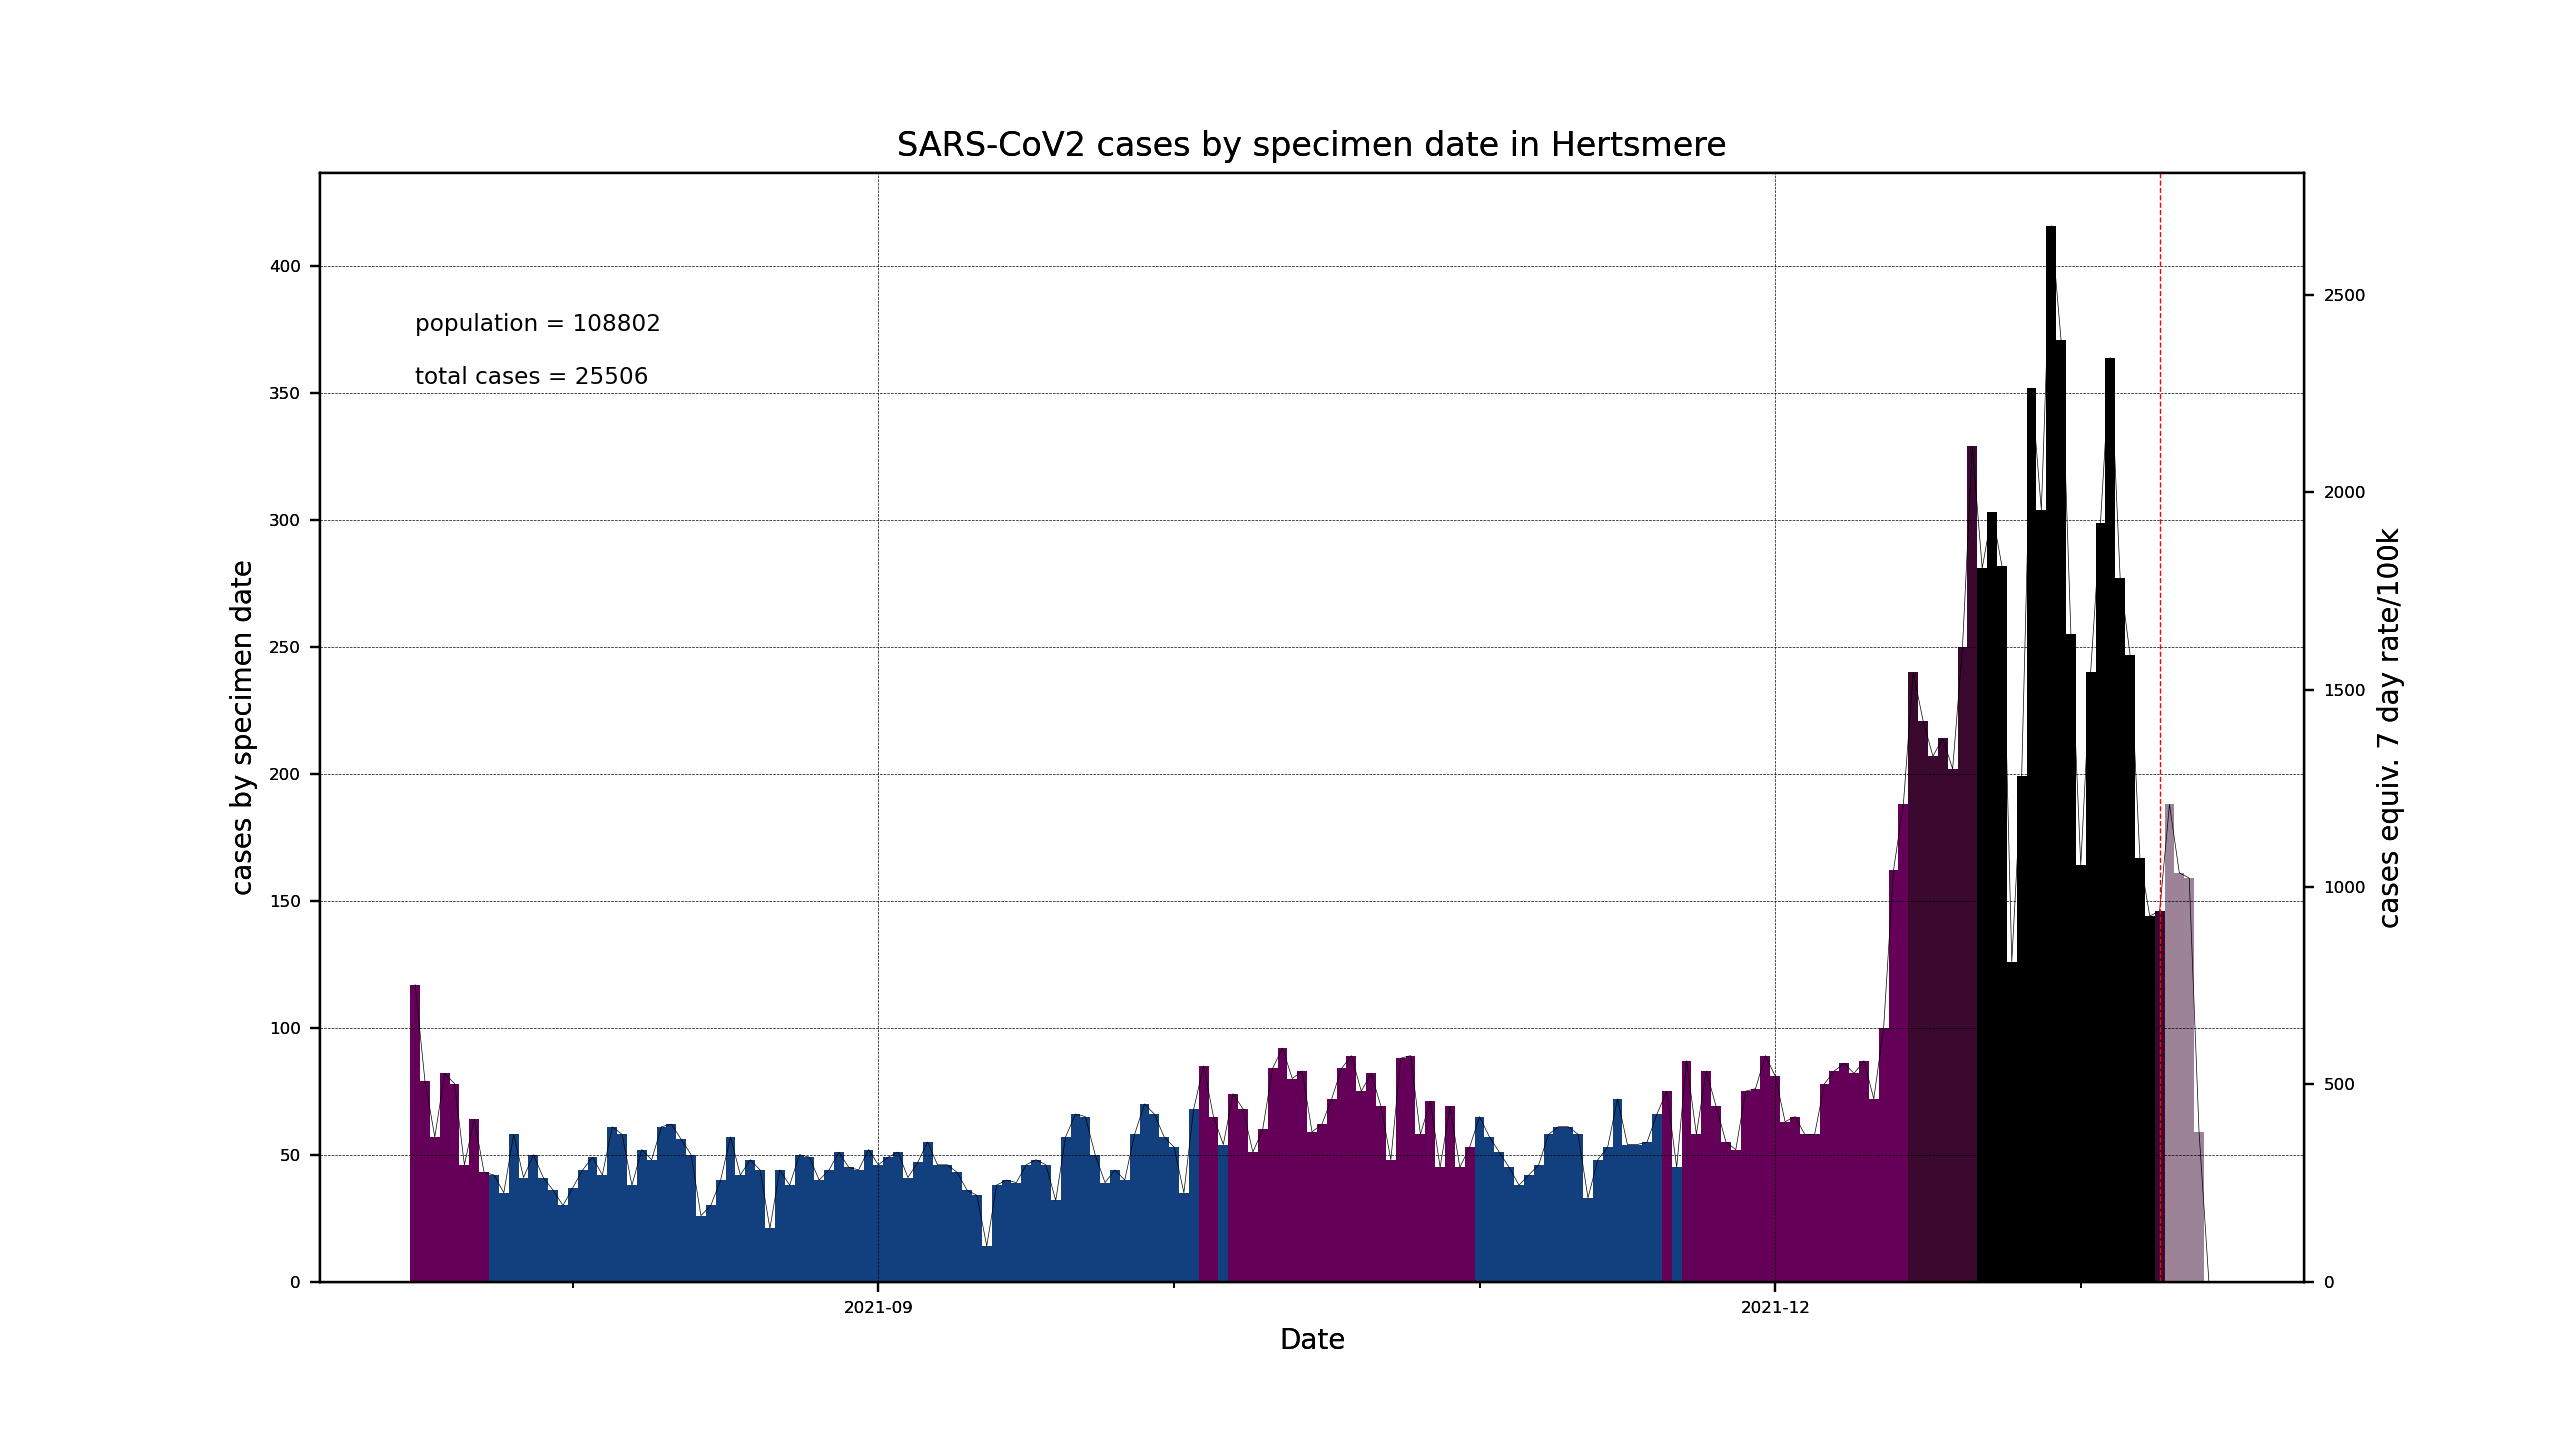 SARS-CoV2 cases by specimen date in Hertsmere
population = 108802
total cases = 25506
cases by specimen date
400
350
300
250
200
150
100
50
0
2500
2000
1500
1000
500
0
cases equiv. 7 day rate/100k
2021-09
2021-12
Date